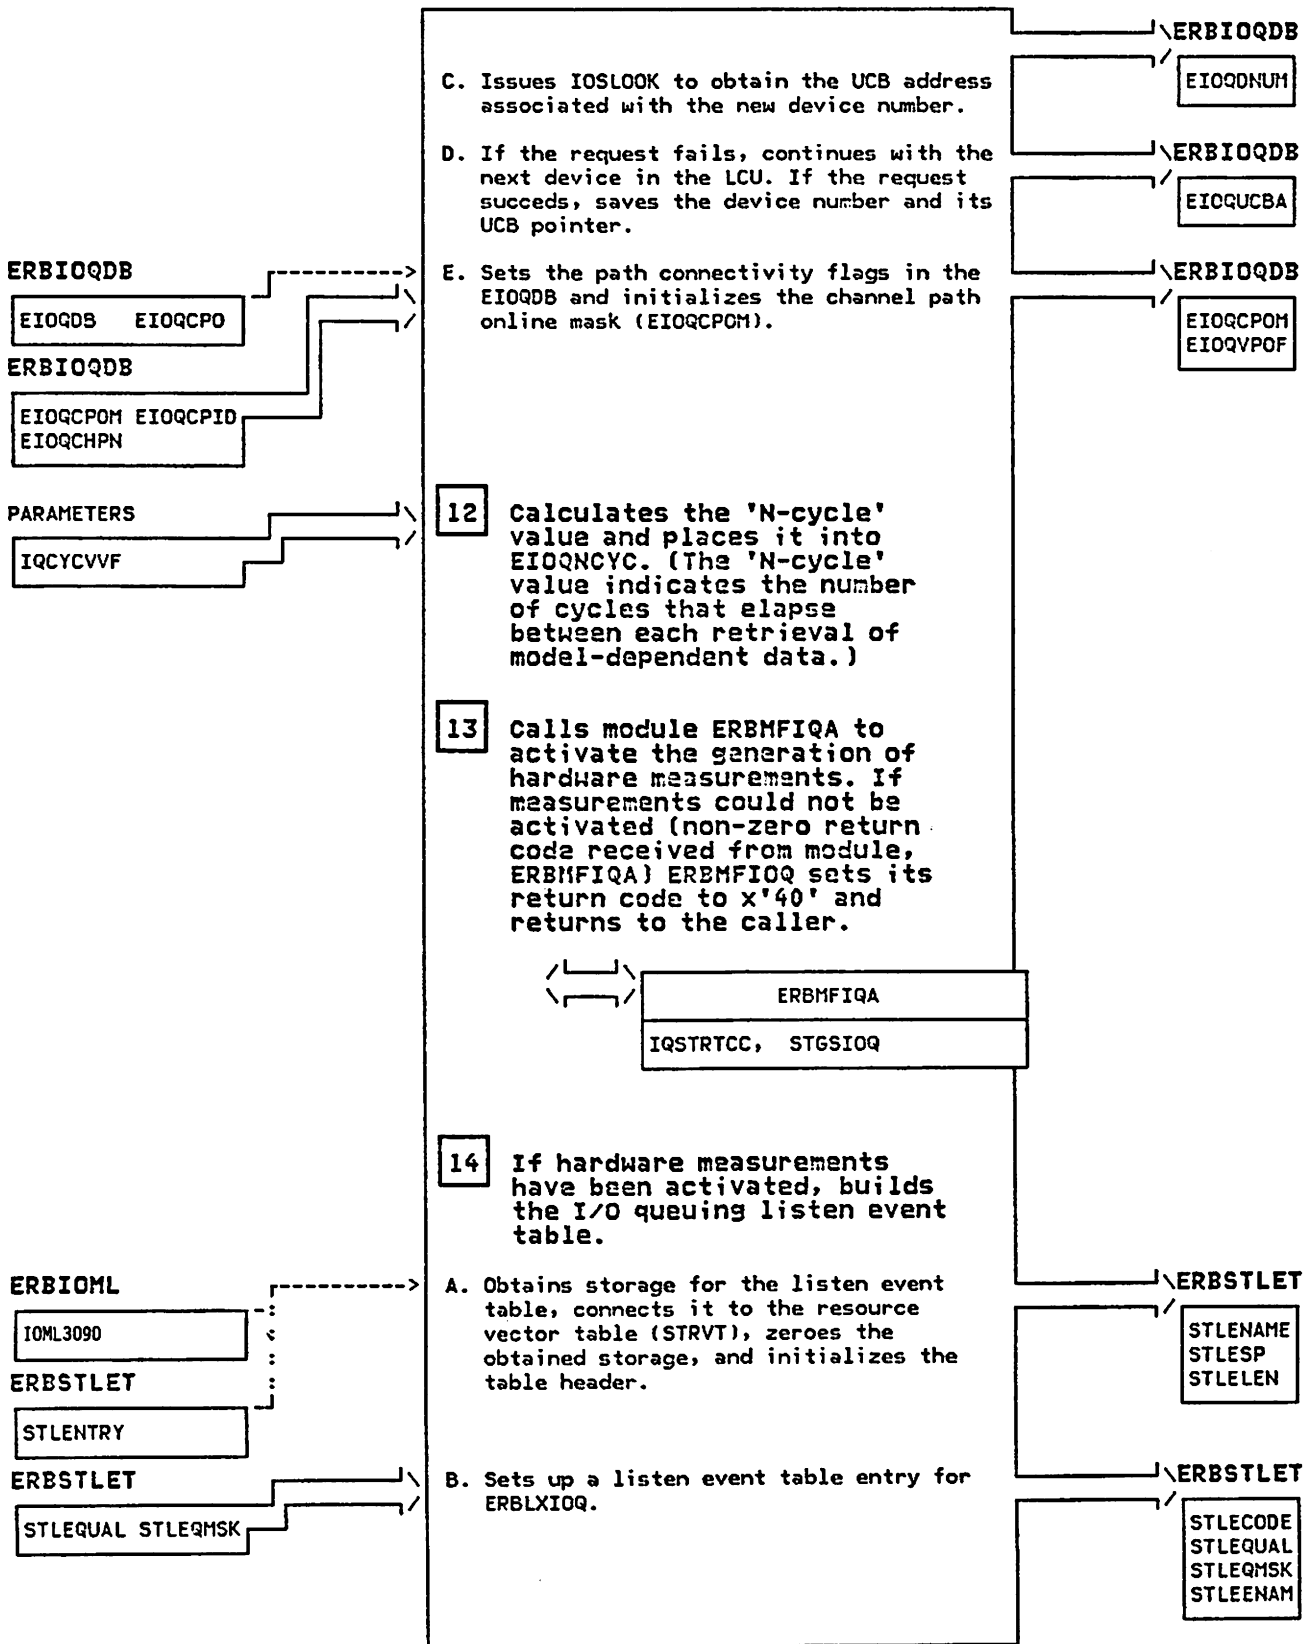 ERBIOQDB
EIOQDNUM
C. Issues IOSLOOK to obtain the UCB address
associated with the new device number.
D. If the request fails, continues with the
next device in the LCU. If the request
succeds, saves the device number and its
UCB pointer.
ERBIOQDB
EIOQUCBA
ERBIOQDB
EIOQDB EIOQCPO
ERBIOQDB
EIOQCPOM EIOQCPID
EIOQCHPN
E. Sets the path connectivity flags in the
EIOQDB and initializes the channel path
online mask (EIOQCPOM).
ERBIOQDB
EIOQCPOM
EIOQVPOF
PARAMETERS
IQCYCVVF
12 Calculates the 'N-cycle'
value and places it into
EIOQNCYC. (The 'N-cycle'
value indicates the number
of cycles that elapse
between each retrieval of
model-dependent data.)
13 Calls module ERBMFIQA to
activate the generation of
hardware measurements. If
measurements could not be
activated (non-zero return
code received from module,
ERBMFIQA) ERBMFIOQ sets its
return code to x'40' and
returns to the caller.
ERBMFIQA
IQSTRTCC, STGSIOQ
14 If hardware measurements
have been activated, builds
the I/O queuing listen event
table.
ERBIOML
IOML3090
ERBSTLET
STLENTRY
A. Obtains storage for the listen event
table, connects it to the resource
vector table (STRVT), zeroes the
obtained storage, and initializes the
table header.
ERBSTLET
STLENAME
STLESP
STLELEN
ERBSTLET
STLEQUAL STLEQMSK
B. Sets up a listen event table entry for
ERBLXIOQ.
ERBSTLET
STLECODE
STLEQUAL
STLEQMSK
STLEENAM